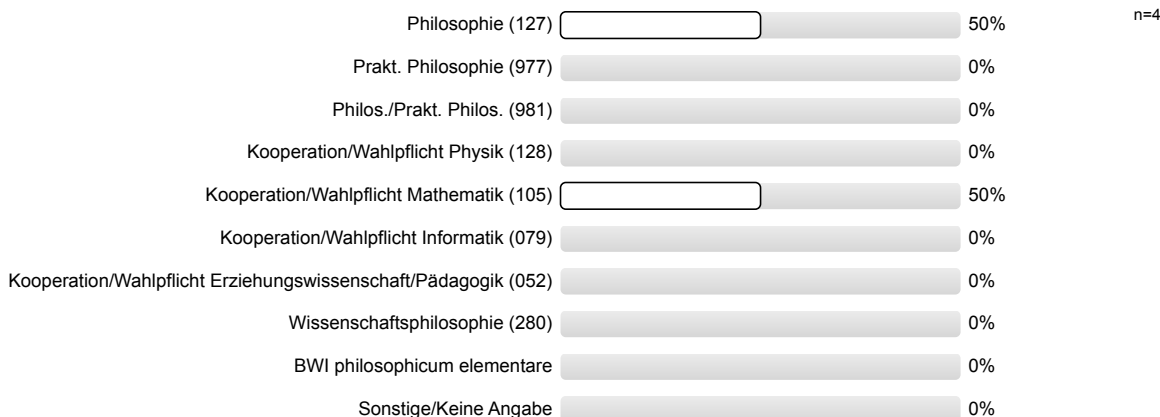 Philosophie (127) 50% n=4
Prakt. Philosophie (977) 0%
Philos./Prakt. Philos. (981) 0%
Kooperation/Wahlpflicht Physik (128) 0%
Kooperation/Wahlpflicht Mathematik (105) 50%
Kooperation/Wahlpflicht Informatik (079) 0%
Kooperation/Wahlpflicht Erziehungswissenschaft/Pädagogik (052) 0%
Wissenschaftsphilosophie (280) 0%
BWI philosophicum elementare 0%
Sonstige/Keine Angabe 0%